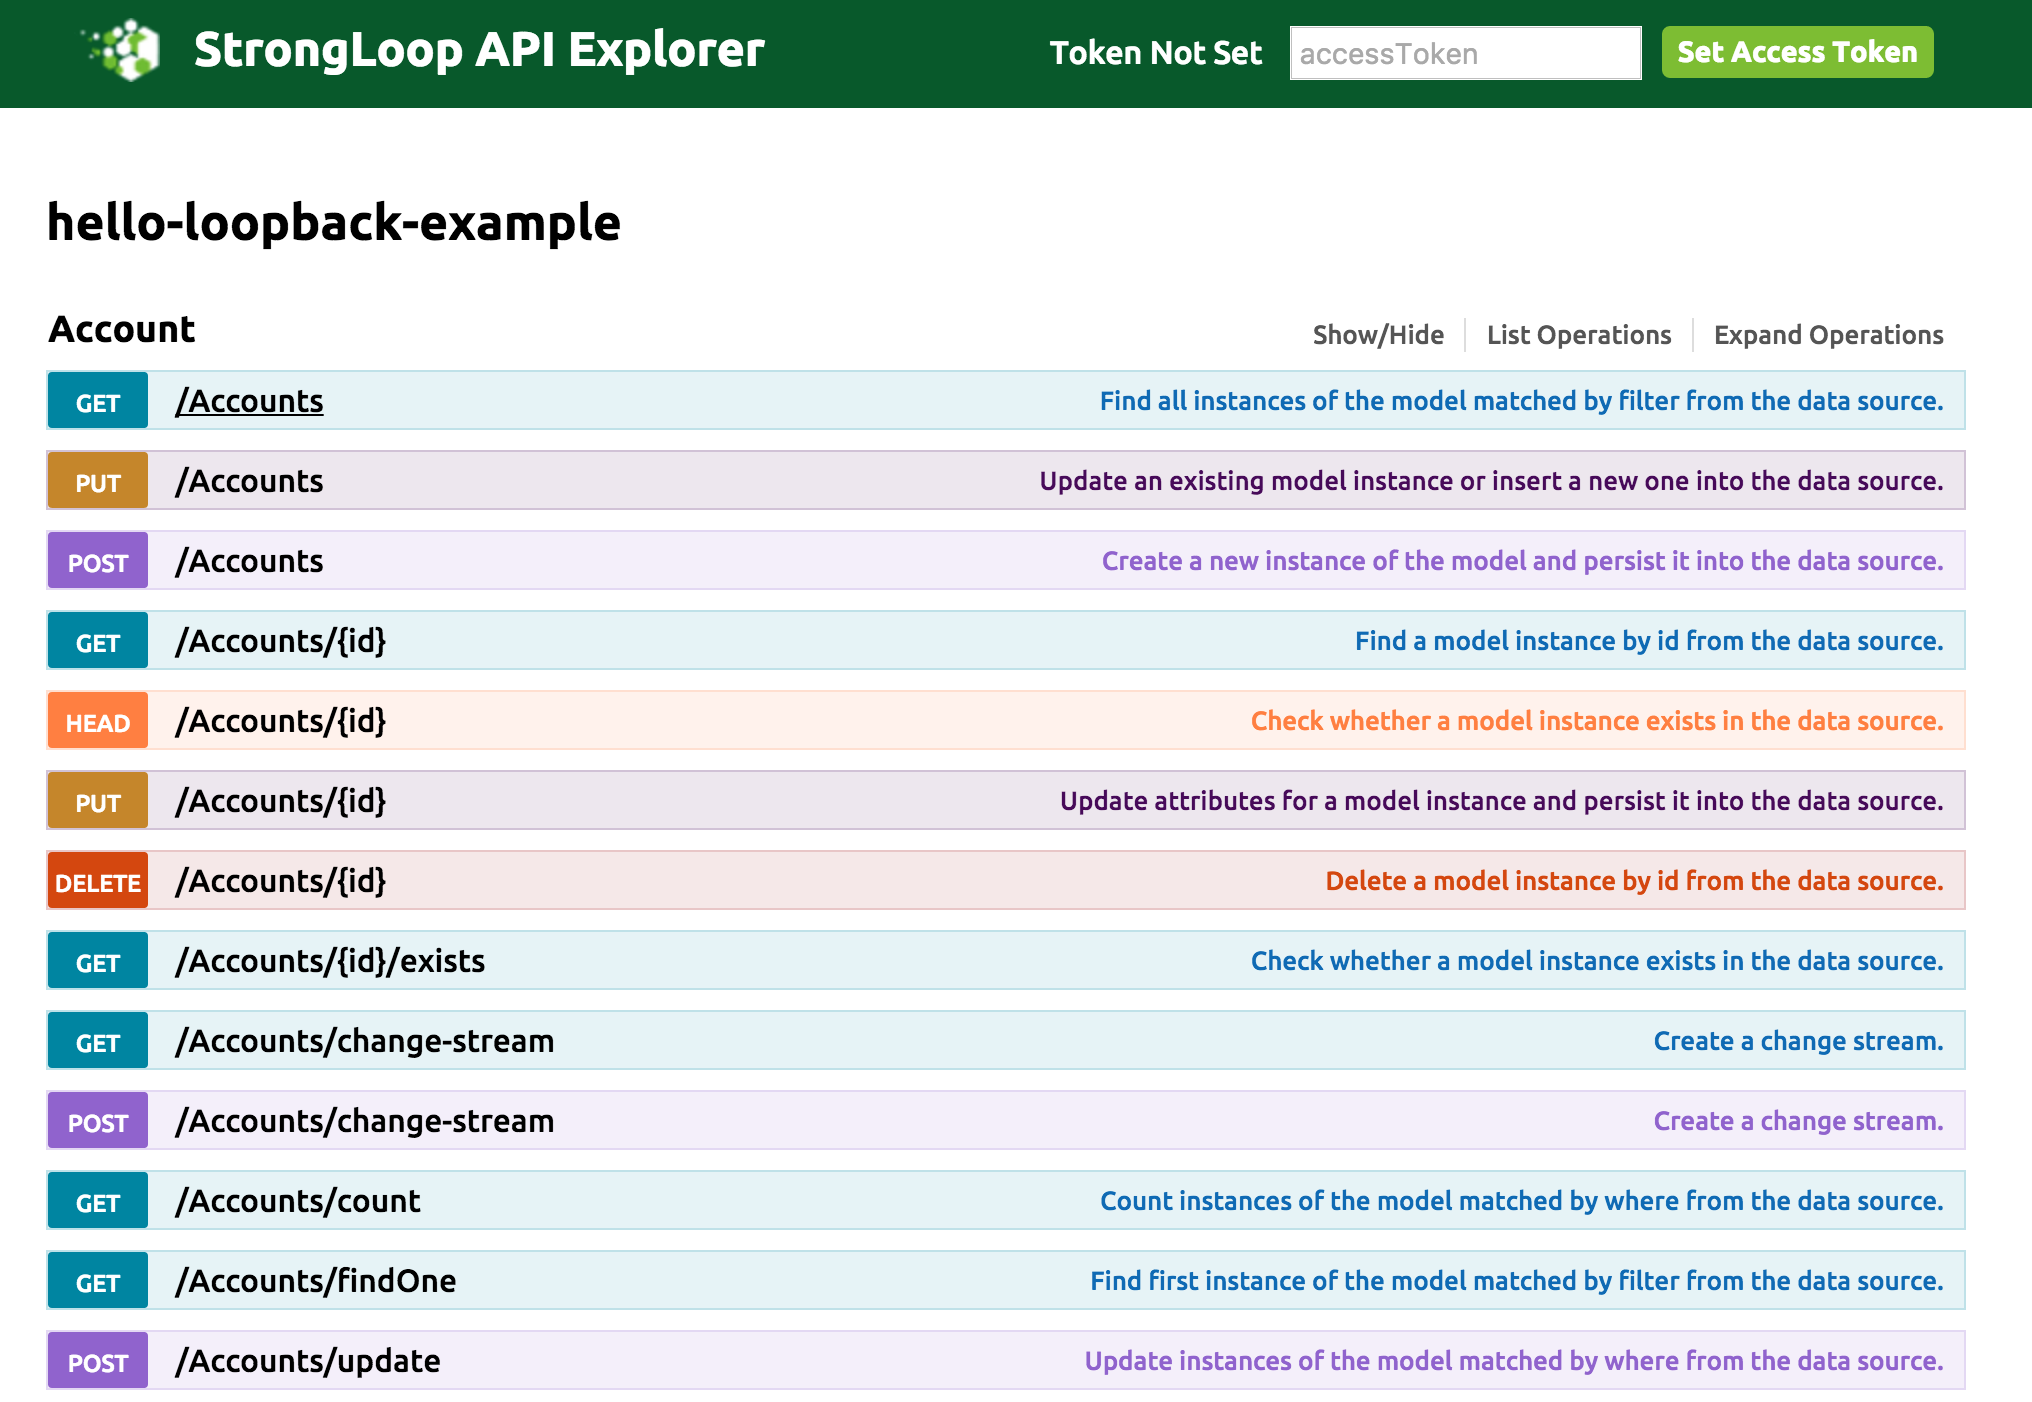 StrongLoop API Explorer Token Not Set accessToken Set Access Token
hello-loopback-example
Account Show/Hide List Operations Expand Operations
GET /Accounts Find all instances of the model matched by filter from the data source.
PUT /Accounts Update an existing model instance or insert a new one into the data source.
POST /Accounts Create a new instance of the model and persist it into the data source.
GET /Accounts/{id} Find a model instance by id from the data source.
HEAD /Accounts/{id} Check whether a model instance exists in the data source.
PUT /Accounts/{id} Update attributes for a model instance and persist it into the data source.
DELETE /Accounts/{id} Delete a model instance by id from the data source.
GET /Accounts/{id}/exists Check whether a model instance exists in the data source.
GET /Accounts/change-stream Create a change stream.
POST /Accounts/change-stream Create a change stream.
GET /Accounts/count Count instances of the model matched by where from the data source.
GET /Accounts/findOne Find first instance of the model matched by filter from the data source.
POST /Accounts/update Update instances of the model matched by where from the data source.